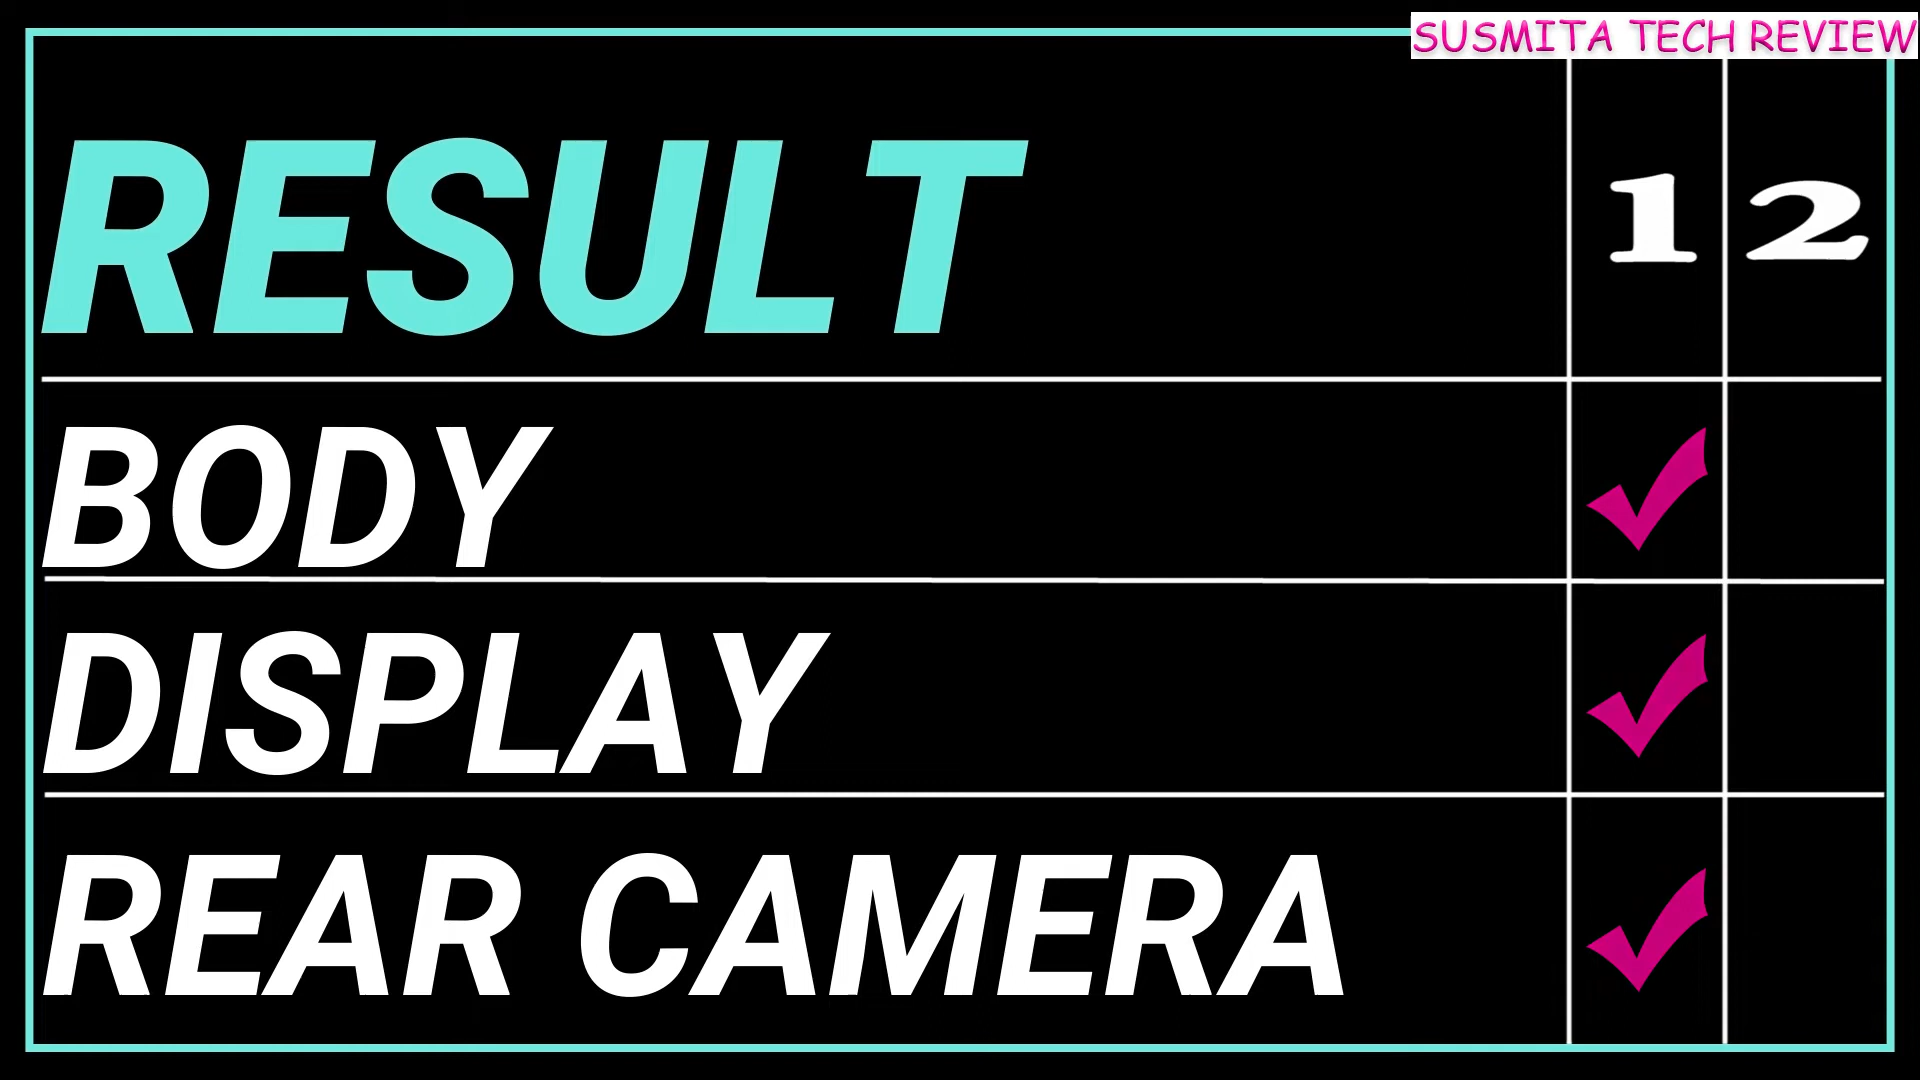 SUSMITA TECH REVIEW
RESULT 1 2
BODY ✓
DISPLAY ✓
REAR CAMERA ✓